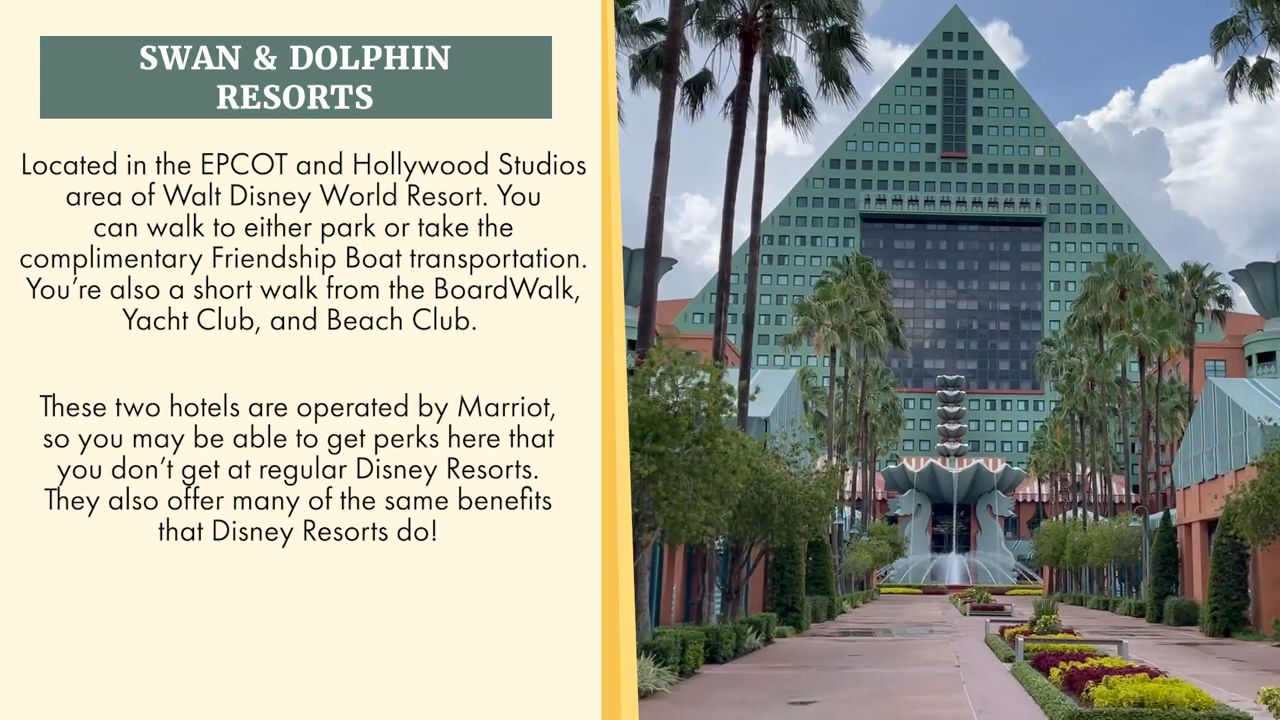 SWAN & DOLPHIN
RESORTS
Located in the EPCOT and Hollywood Studios
area of Walt Disney World Resort. You
can walk to either park or take the
complimentary Friendship Boat transportation.
You’re also a short walk from the BoardWalk,
Yacht Club, and Beach Club.
These two hotels are operated by Marriot,
so you may be able to get perks here that
you don’t get at regular Disney Resorts.
They also offer many of the same benefits
that Disney Resorts do!